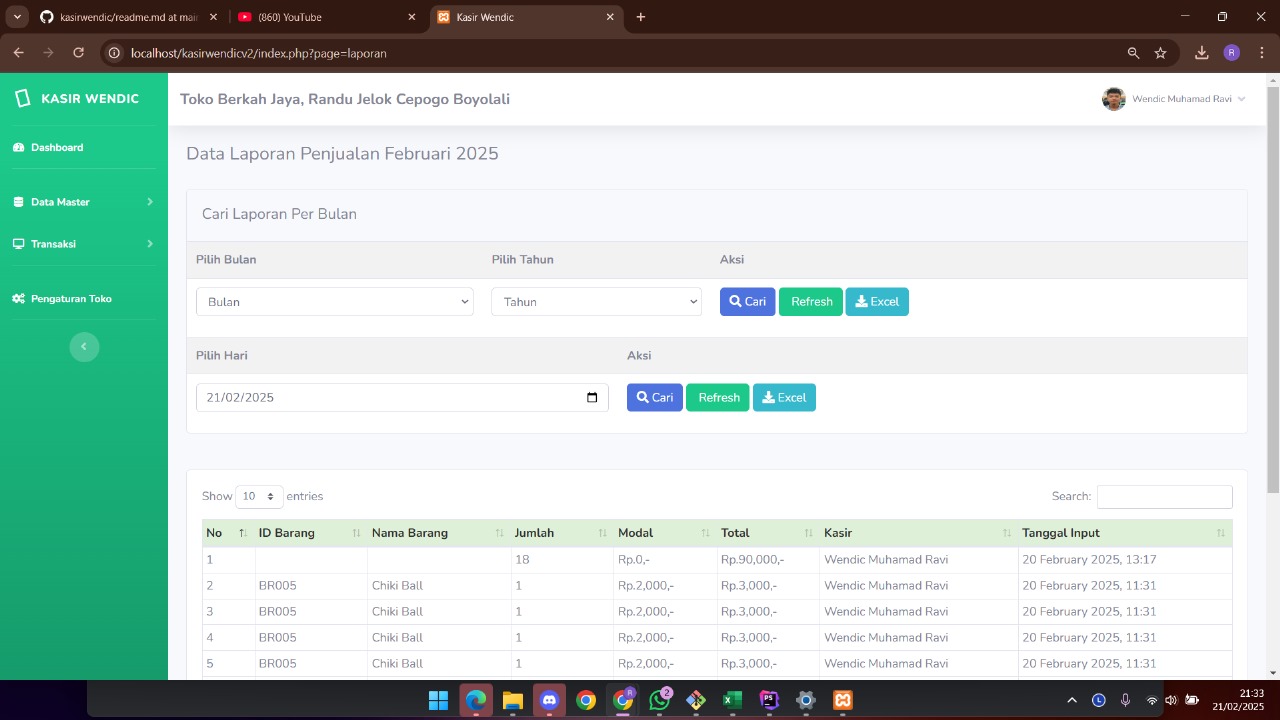 kasirwendic/readme.md at main
(860) YouTube
Kasir Wendic
localhost/kasirwendicv2/index.php?page=laporan
R
KASIR WENDIC
Toko Berkah Jaya, Randu Jelok Cepogo Boyolali
Wendic Muhamad Ravi
Dashboard
Data Master
Transaksi
Pengaturan Toko
Data Laporan Penjualan Februari 2025
Cari Laporan Per Bulan
Pilih Bulan Pilih Tahun Aksi
Bulan Tahun Cari Refresh Excel
Pilih Hari Aksi
21/02/2025 Cari Refresh Excel
Show 10 entries Search:
No ID Barang Nama Barang Jumlah Modal Total Kasir Tanggal Input
1 18 Rp.0,- Rp.90,000,- Wendic Muhamad Ravi 20 February 2025, 13:17
2 BR005 Chiki Ball 1 Rp.2,000,- Rp.3,000,- Wendic Muhamad Ravi 20 February 2025, 11:31
3 BR005 Chiki Ball 1 Rp.2,000,- Rp.3,000,- Wendic Muhamad Ravi 20 February 2025, 11:31
4 BR005 Chiki Ball 1 Rp.2,000,- Rp.3,000,- Wendic Muhamad Ravi 20 February 2025, 11:31
5 BR005 Chiki Ball 1 Rp.2,000,- Rp.3,000,- Wendic Muhamad Ravi 20 February 2025, 11:31
2
21:33
21/02/2025